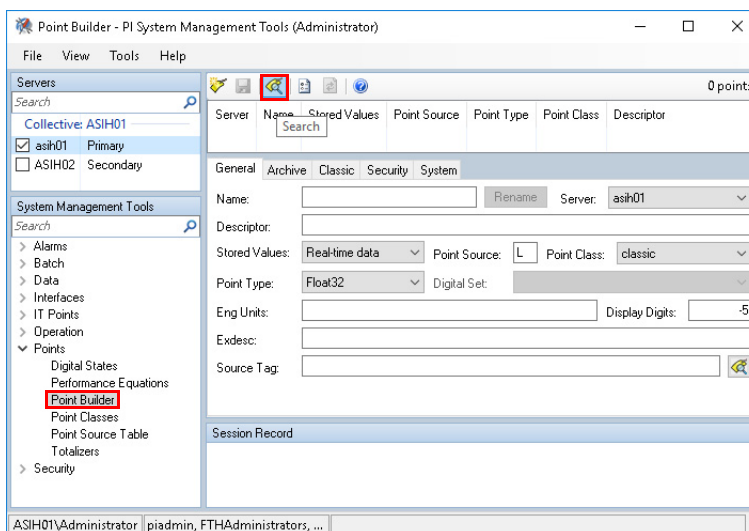 Point Builder - PI System Management Tools (Administrator)
File View Tools Help
Servers
Search
Collective: ASIH01
asih01 Primary
ASIH02 Secondary
System Management Tools
Search
Alarms
Batch
Data
Interfaces
IT Points
Operation
Points
Digital States
Performance Equations
Point Builder
Point Classes
Point Source Table
Totalizers
Security
0 point:
Server Name Stored Values Point Source Point Type Point Class Descriptor
Search
General Archive Classic Security System
Name: Rename Server: asih01
Descriptor:
Stored Values: Real-time data Point Source: L Point Class: classic
Point Type: Float32 Digital Set:
Eng Units: Display Digits: -5
Exdesc:
Source Tag:
Session Record
ASIH01\Administrator piadmin, FTHAdministrators, ...